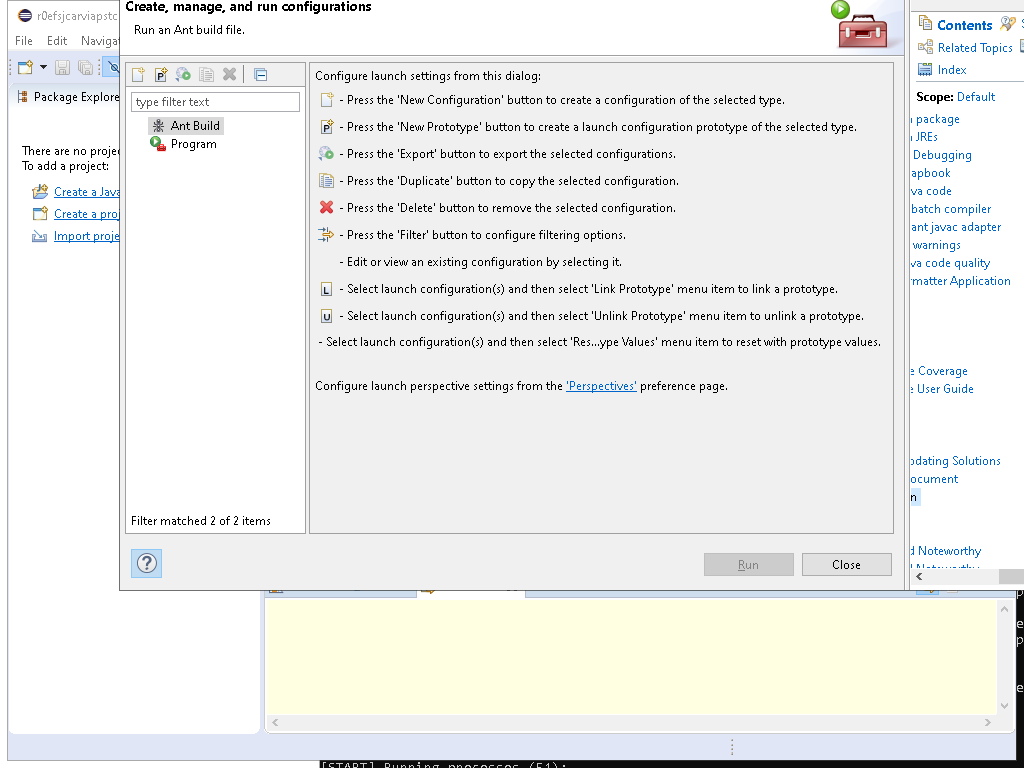 Create, manage, and run configurations
Run an Ant build file.
r0efsjcarviapstc
File Edit Navigat
Package Explore
There are no projec
To add a project:
Create a Java
Create a proj
Import proje
type filter text
Ant Build
Program
Filter matched 2 of 2 items
Configure launch settings from this dialog:
- Press the 'New Configuration' button to create a configuration of the selected type.
- Press the 'New Prototype' button to create a launch configuration prototype of the selected type.
- Press the 'Export' button to export the selected configurations.
- Press the 'Duplicate' button to copy the selected configuration.
- Press the 'Delete' button to remove the selected configuration.
- Press the 'Filter' button to configure filtering options.
- Edit or view an existing configuration by selecting it.
L - Select launch configuration(s) and then select 'Link Prototype' menu item to link a prototype.
U - Select launch configuration(s) and then select 'Unlink Prototype' menu item to unlink a prototype.
- Select launch configuration(s) and then select 'Res...ype Values' menu item to reset with prototype values.
Configure launch perspective settings from the 'Perspectives' preference page.
Run
Close
Contents
Related Topics
Index
Scope: Default
package
JREs
Debugging
apbook
va code
batch compiler
ant javac adapter
warnings
va code quality
rmatter Application
e Coverage
e User Guide
pdating Solutions
ocument
n
d Noteworthy
[START] Running processes (51):